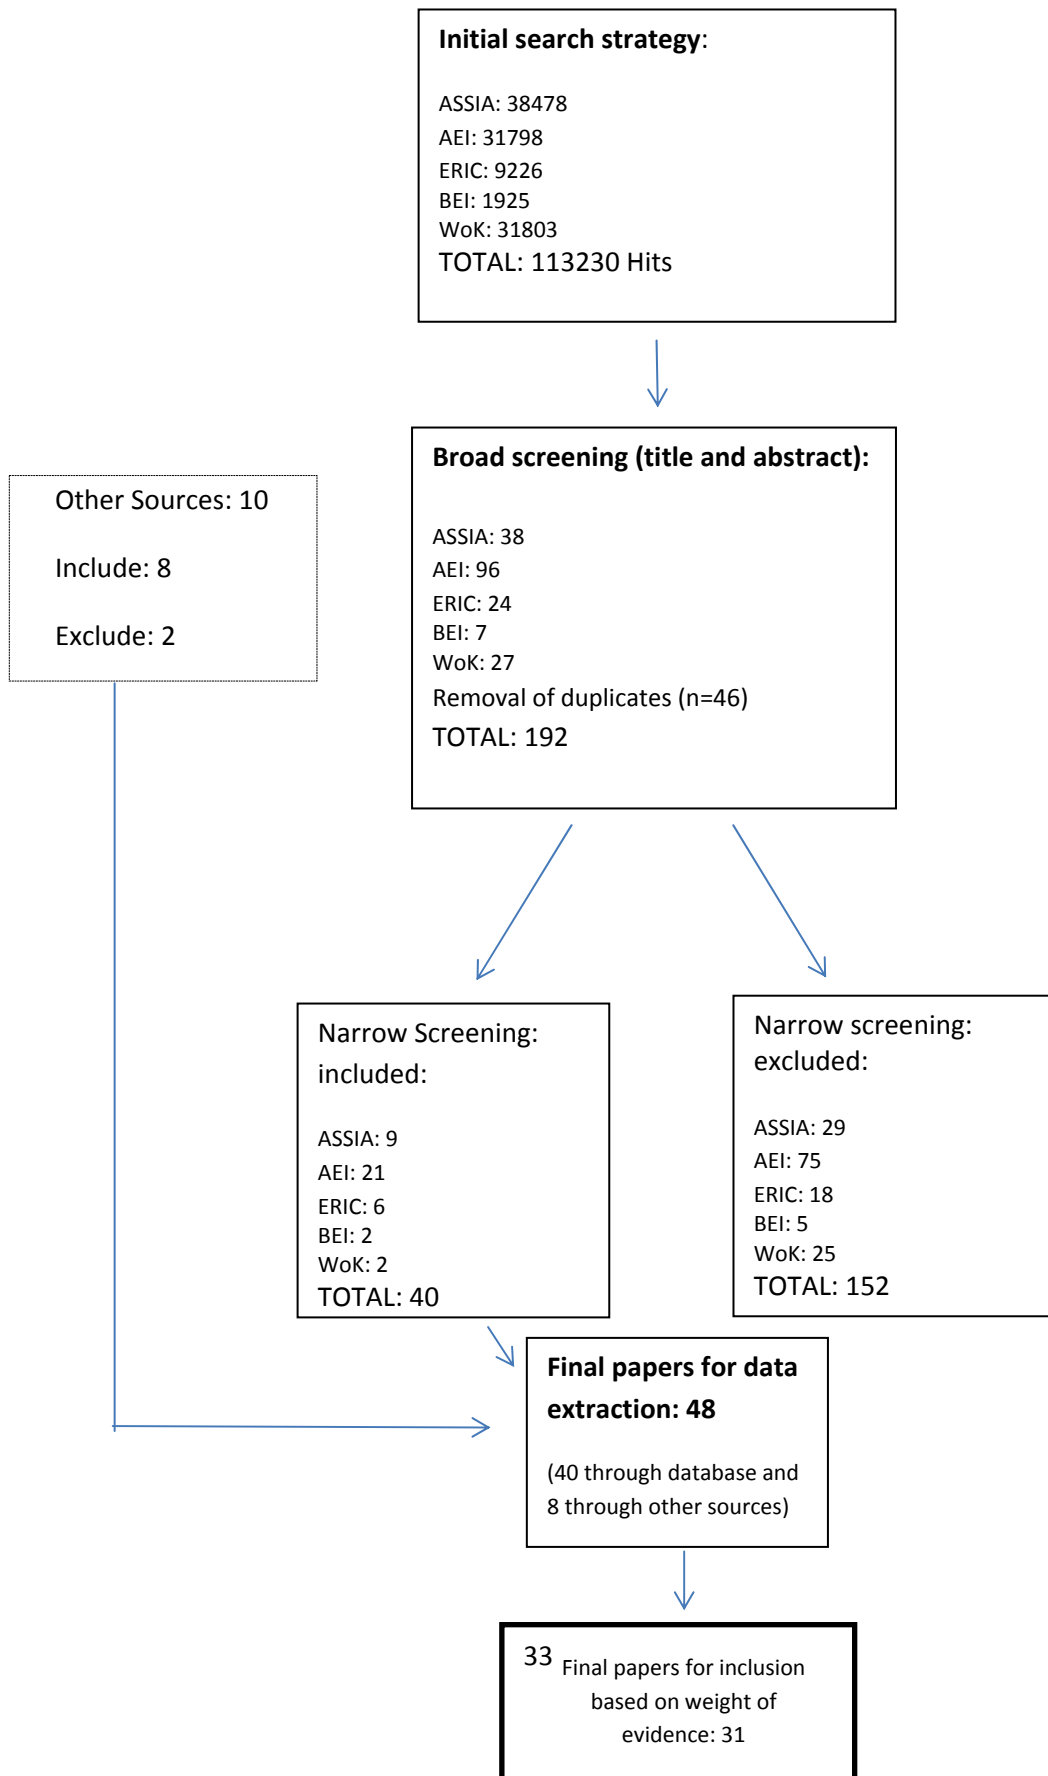 Initial search strategy:
ASSIA: 38478
AEI: 31798
ERIC: 9226
BEI: 1925
WoK: 31803
TOTAL: 113230 Hits
Broad screening (title and abstract):
ASSIA: 38
AEI: 96
ERIC: 24
BEI: 7
WoK: 27
Removal of duplicates (n=46)
TOTAL: 192
Other Sources: 10
Include: 8
Exclude: 2
Narrow Screening:
included:
ASSIA: 9
AEI: 21
ERIC: 6
BEI: 2
WoK: 2
TOTAL: 40
Narrow screening:
excluded:
ASSIA: 29
AEI: 75
ERIC: 18
BEI: 5
WoK: 25
TOTAL: 152
Final papers for data
extraction: 48
(40 through database and
8 through other sources)
33 Final papers for inclusion
based on weight of
evidence: 31